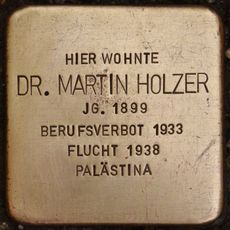 HIER WOHNTE
DR. MARTIN HOLZER
JG. 1899
BERUFSVERBOT 1933
FLUCHT 1938
PALÄSTINA